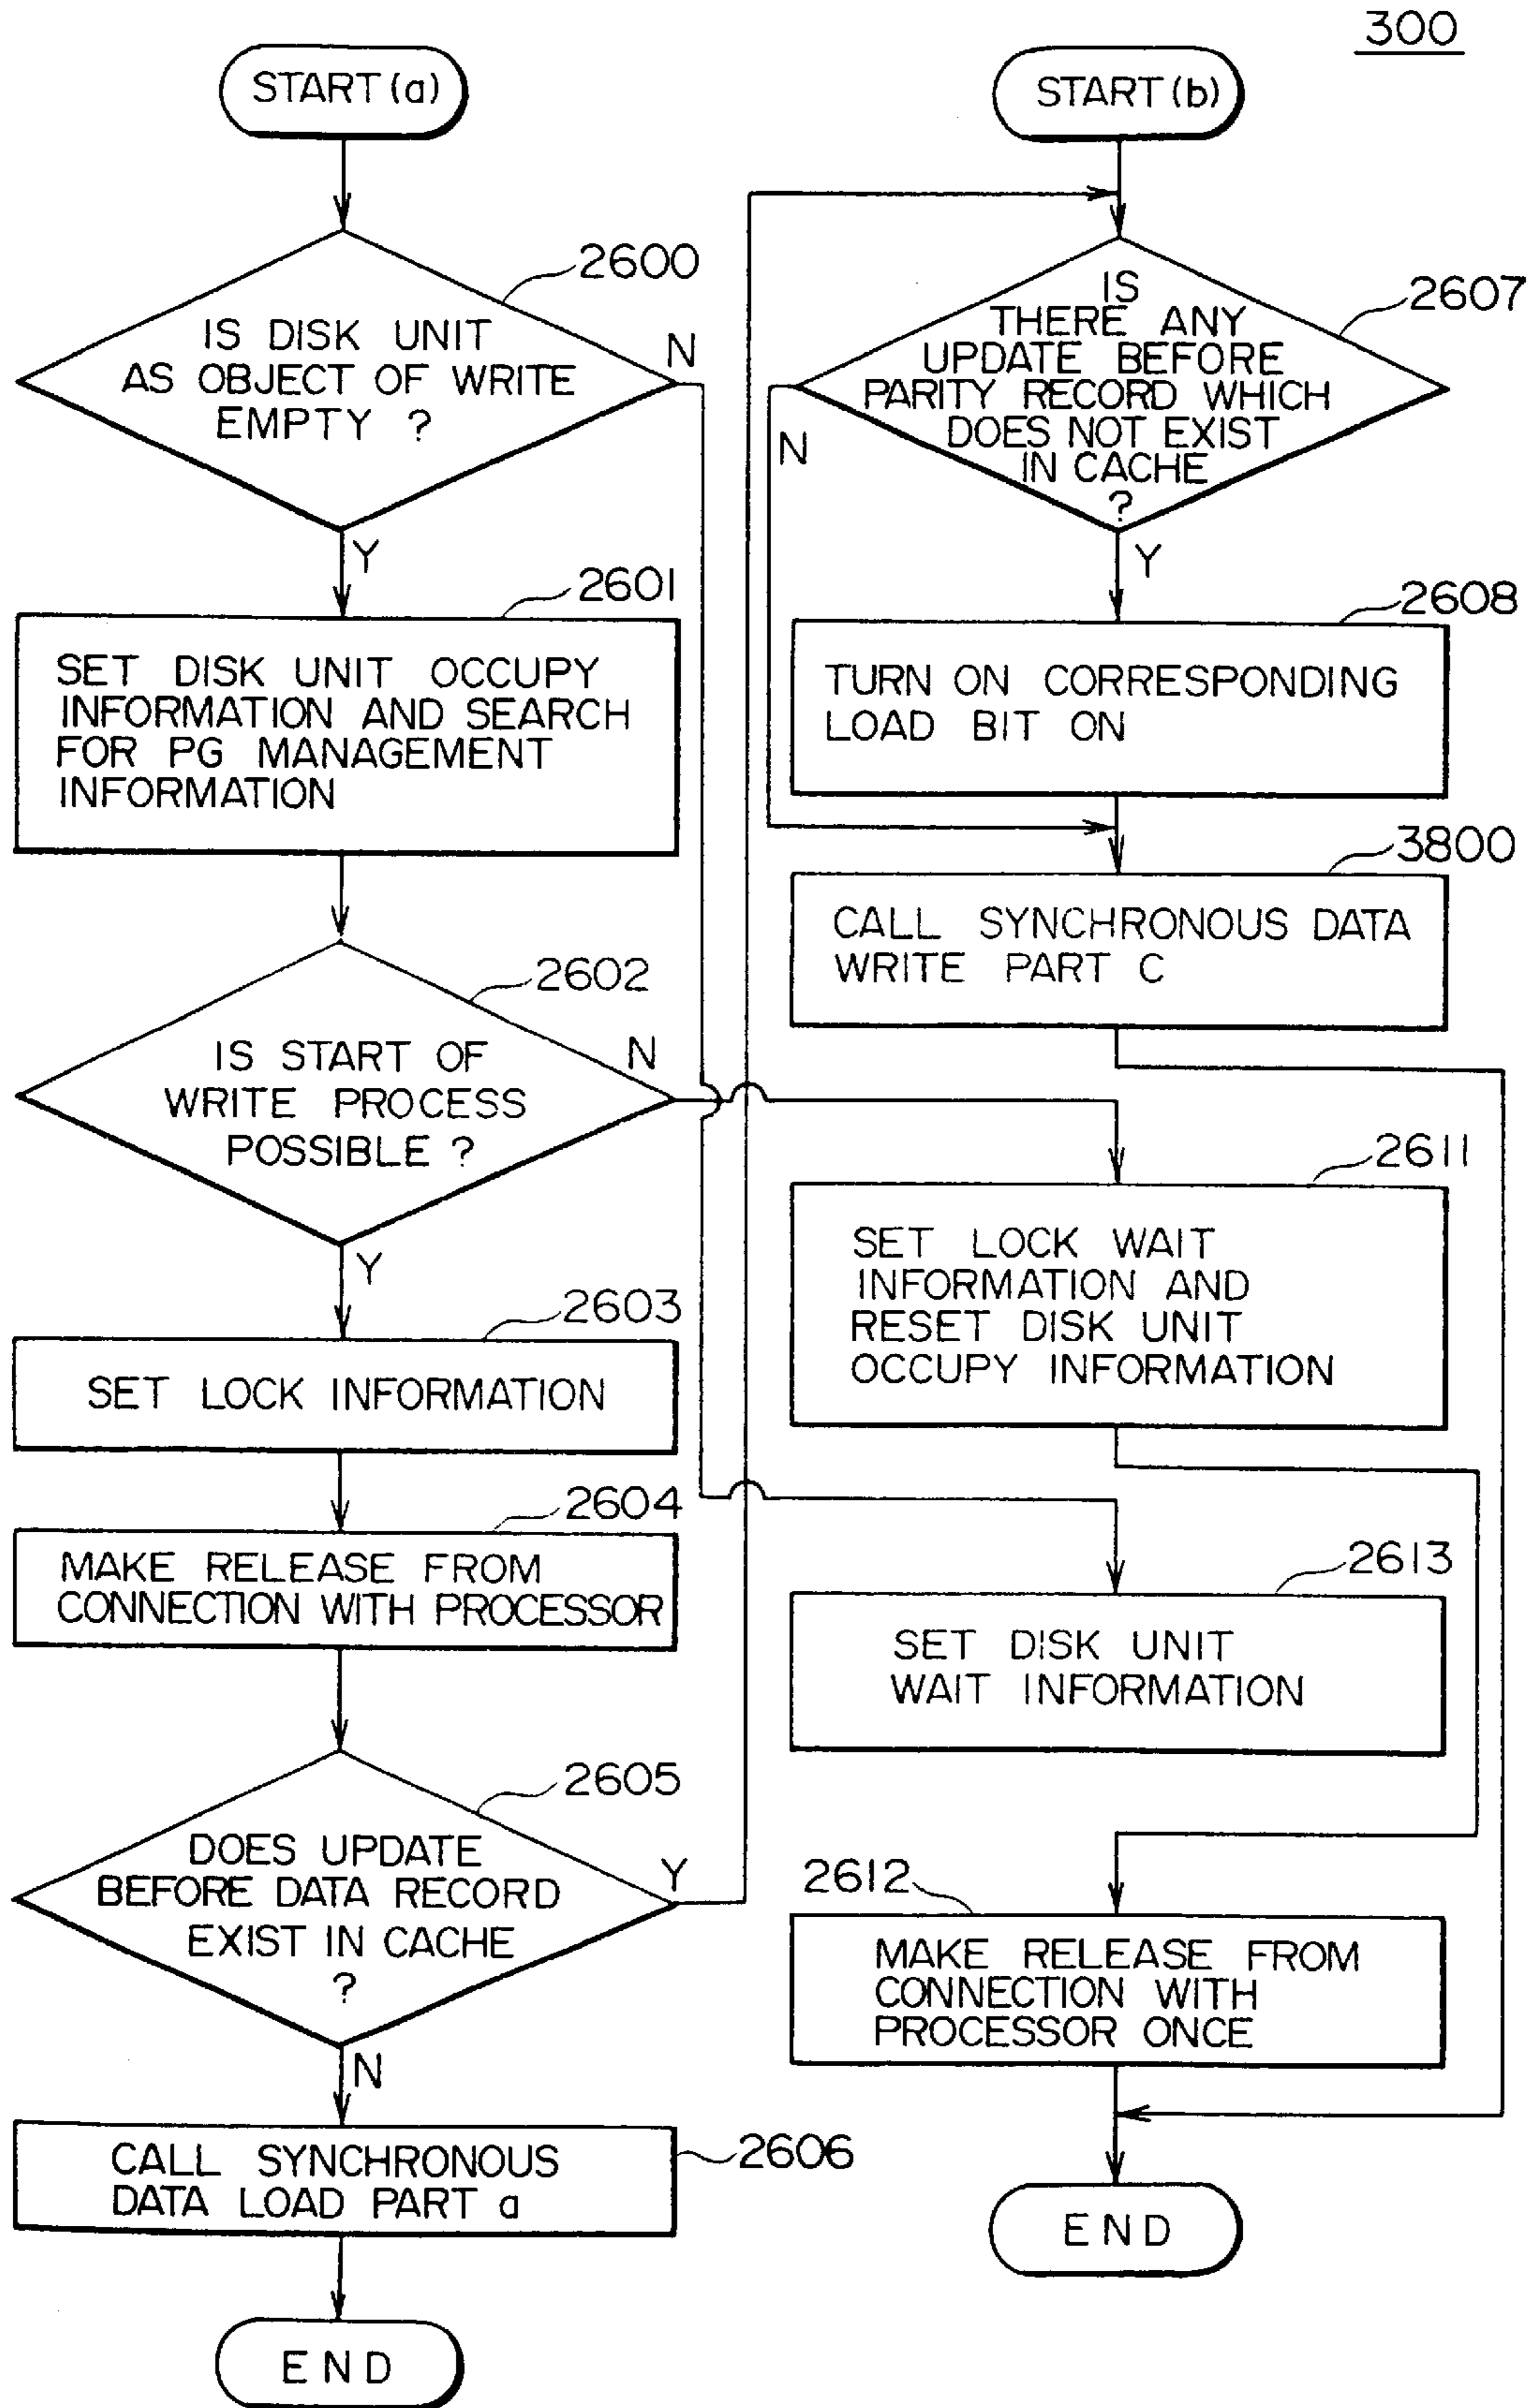 300
START (a)
2600
IS DISK UNIT
AS OBJECT OF WRITE
EMPTY ?
N
Y
2601
SET DISK UNIT OCCUPY
INFORMATION AND SEARCH
FOR PG MANAGEMENT
INFORMATION
2602
IS START OF
WRITE PROCESS
POSSIBLE ?
N
Y
2603
SET LOCK INFORMATION
2604
MAKE RELEASE FROM
CONNECTION WITH PROCESSOR
2605
DOES UPDATE
BEFORE DATA RECORD
EXIST IN CACHE
?
Y
N
2606
CALL SYNCHRONOUS
DATA LOAD PART a
END
START (b)
2607
IS
THERE ANY
UPDATE BEFORE
PARITY RECORD WHICH
DOES NOT EXIST
IN CACHE
?
N
Y
2608
TURN ON CORRESPONDING
LOAD BIT ON
3800
CALL SYNCHRONOUS DATA
WRITE PART C
2611
SET LOCK WAIT
INFORMATION AND
RESET DISK UNIT
OCCUPY INFORMATION
2613
SET DISK UNIT
WAIT INFORMATION
2612
MAKE RELEASE FROM
CONNECTION WITH
PROCESSOR ONCE
END